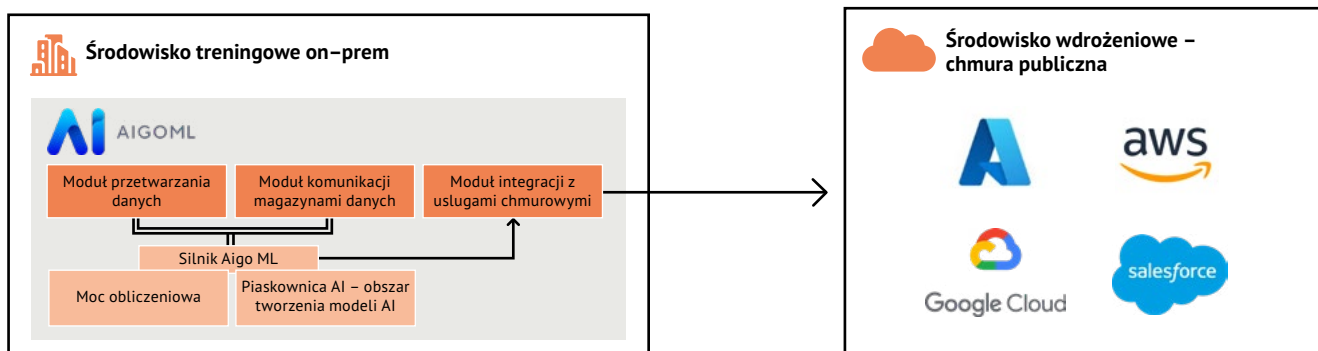 Środowisko treningowe on–prem
AIGOML
Moduł przetwarzania
danych
Moduł komunikacji
magazynami danych
Moduł integracji z
uslugami chmurowymi
Silnik Aigo ML
Moc obliczeniowa
Piaskownica AI – obszar
tworzenia modeli AI
Środowisko wdrożeniowe –
chmura publiczna
aws
Google Cloud
salesforce